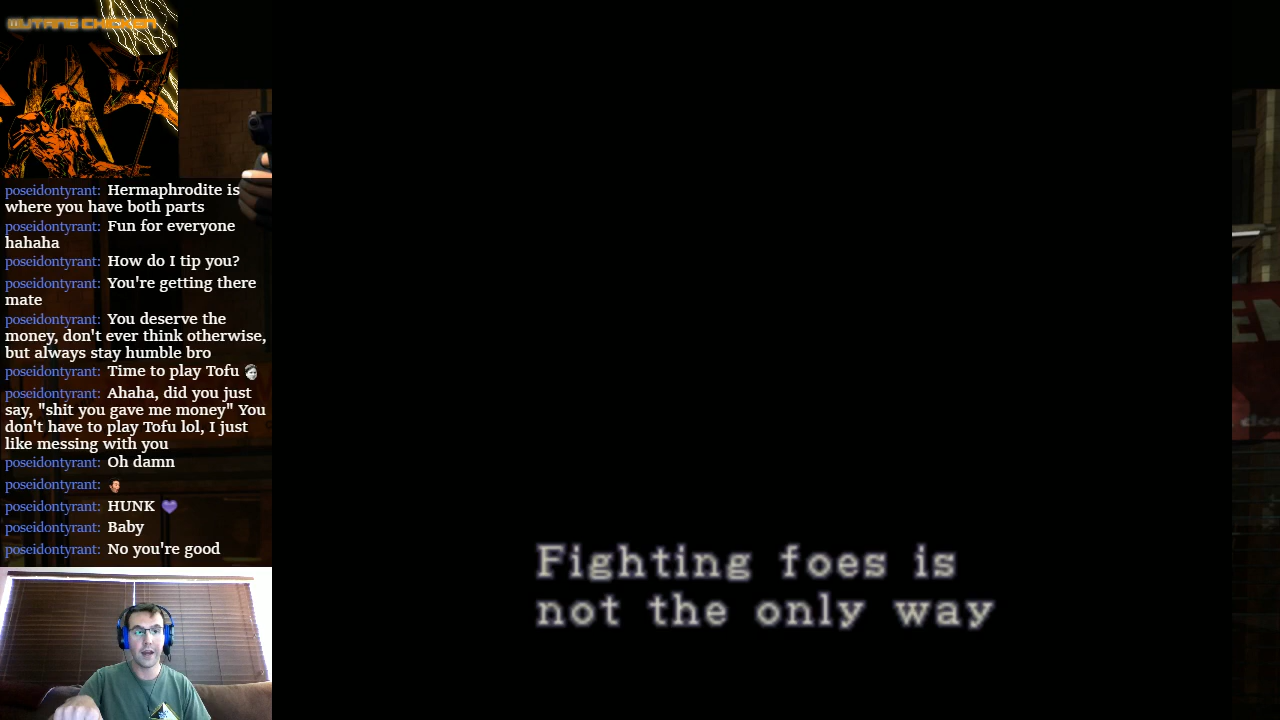 WUTANG CHICKEN
poseidontyrant: Hermaphrodite is
where you have both parts
poseidontyrant: Fun for everyone
hahaha
poseidontyrant: How do I tip you?
poseidontyrant: You're getting there
mate
poseidontyrant: You deserve the
money, don't ever think otherwise,
but always stay humble bro
poseidontyrant: Time to play Tofu
poseidontyrant: Ahaha, did you just
say, "shit you gave me money" You
don't have to play Tofu lol, I just
like messing with you
poseidontyrant: Oh damn
poseidontyrant:
poseidontyrant: HUNK 💜
poseidontyrant: Baby
poseidontyrant: No you're good
Fighting foes is
not the only way